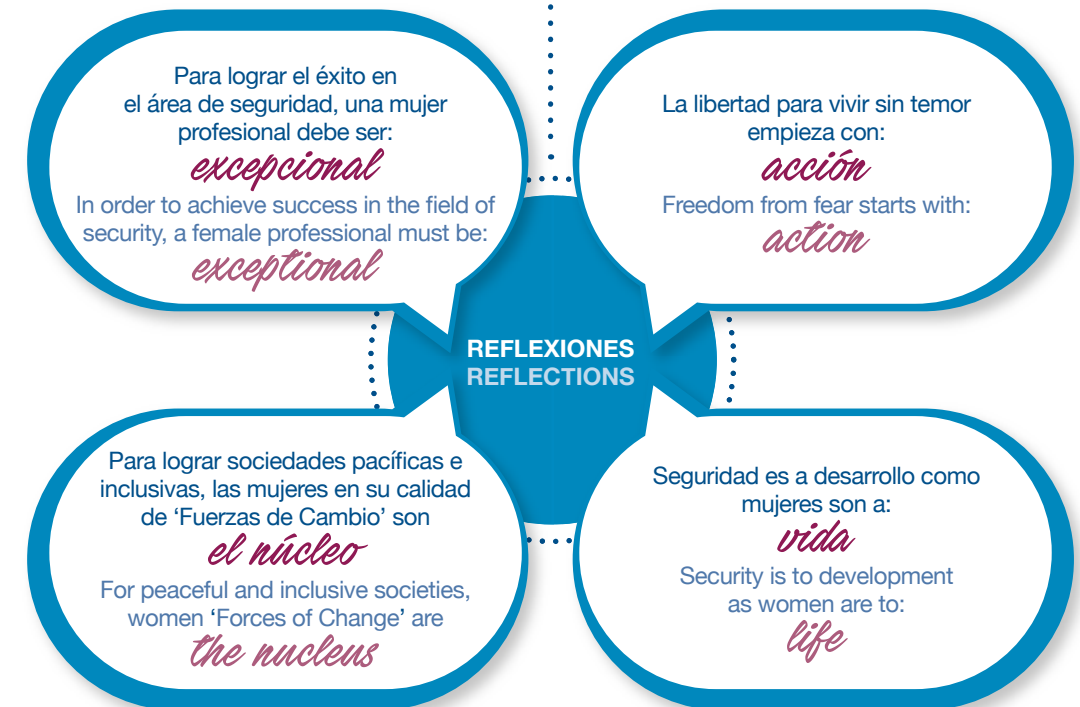 Para lograr el éxito en
el área de seguridad, una mujer
profesional debe ser:
excepcional
In order to achieve success in the field of
security, a female professional must be:
exceptional
La libertad para vivir sin temor
empieza con:
acción
Freedom from fear starts with:
action
REFLEXIONES
REFLECTIONS
Para lograr sociedades pacíficas e
inclusivas, las mujeres en su calidad
de ‘Fuerzas de Cambio’ son
el núcleo
For peaceful and inclusive societies,
women ‘Forces of Change’ are
the nucleus
Seguridad es a desarrollo como
mujeres son a:
vida
Security is to development
as women are to:
life